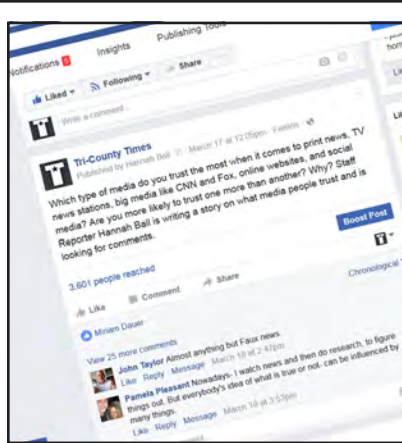 Notifications 5 Insights Publishing Tools
Liked Following Share
Write a comment...
Tri-County Times
Published by Hannah Ball March 17 at 12:05pm Fenton
Which type of media do you trust the most when it comes to print news, TV
news stations, big media like CNN and Fox, online websites, and social
media? Are you more likely to trust one more than another? Why? Staff
Reporter Hannah Ball is writing a story on what media people trust and is
looking for comments.
3,601 people reached
Boost Post
Like Comment Share
Miriam Dauer
Chronological
View 25 more comments
John Taylor Almost anything but Faux news.
Like Reply Message March 18 at 2:47pm
Pamela Pleasant Nowadays- I watch news and then do research, to figure
things out. But everybody's idea of what is true or not- can be influenced by
many things.
Like Reply Message March 18 at 3:53pm